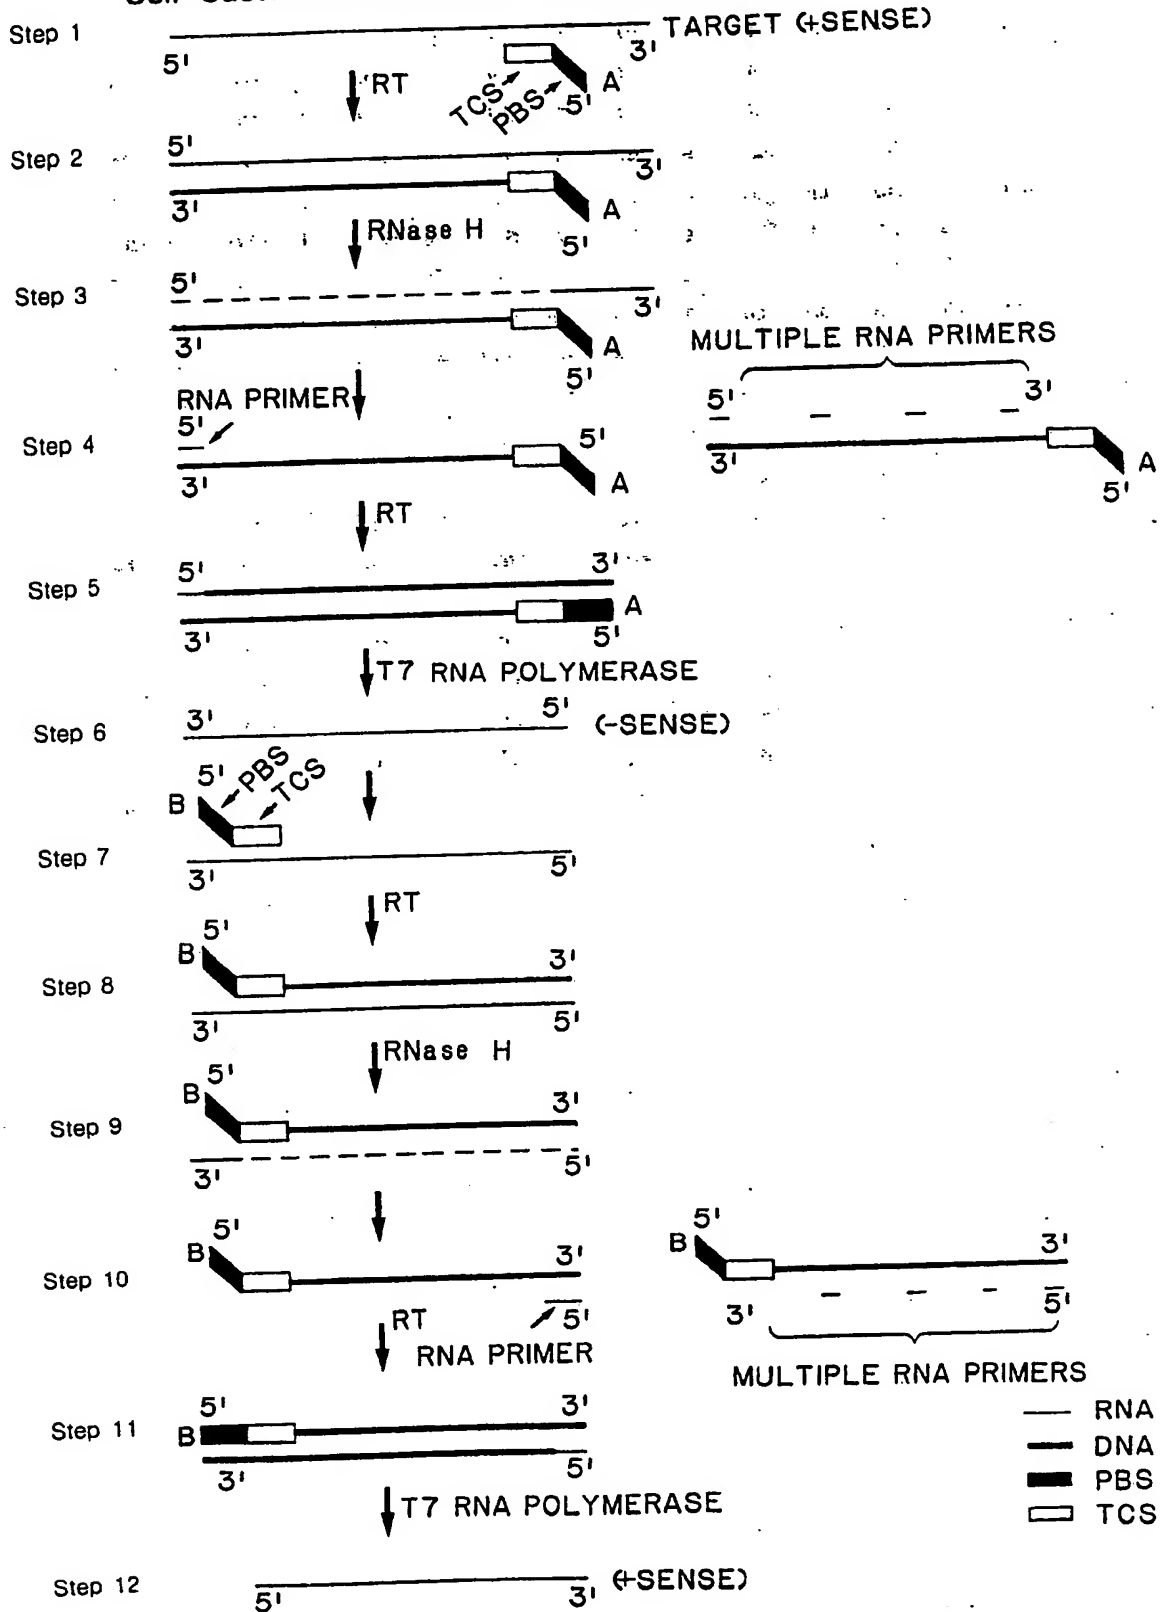 Step 1
TARGET (+SENSE)
5'
3'
RT
TCS
PBS
A
5'
Step 2
5'
3'
3'
A
5'
RNase H
Step 3
5'
3'
3'
A
5'
MULTIPLE RNA PRIMERS
RNA PRIMER
5'
3'
Step 4
5'
5'
3'
A
3'
A
5'
RT
Step 5
5'
3'
A
3'
5'
T7 RNA POLYMERASE
Step 6
3'
5'
(-SENSE)
5'
PBS
TCS
B
Step 7
3'
5'
RT
5'
B
3'
Step 8
3'
5'
RNase H
5'
B
3'
Step 9
3'
5'
5'
B
3'
5'
B
3'
Step 10
5'
3'
5'
RT
RNA PRIMER
MULTIPLE RNA PRIMERS
5'
3'
Step 11
B
3'
5'
RNA
DNA
PBS
TCS
T7 RNA POLYMERASE
Step 12
5'
3'
(+SENSE)